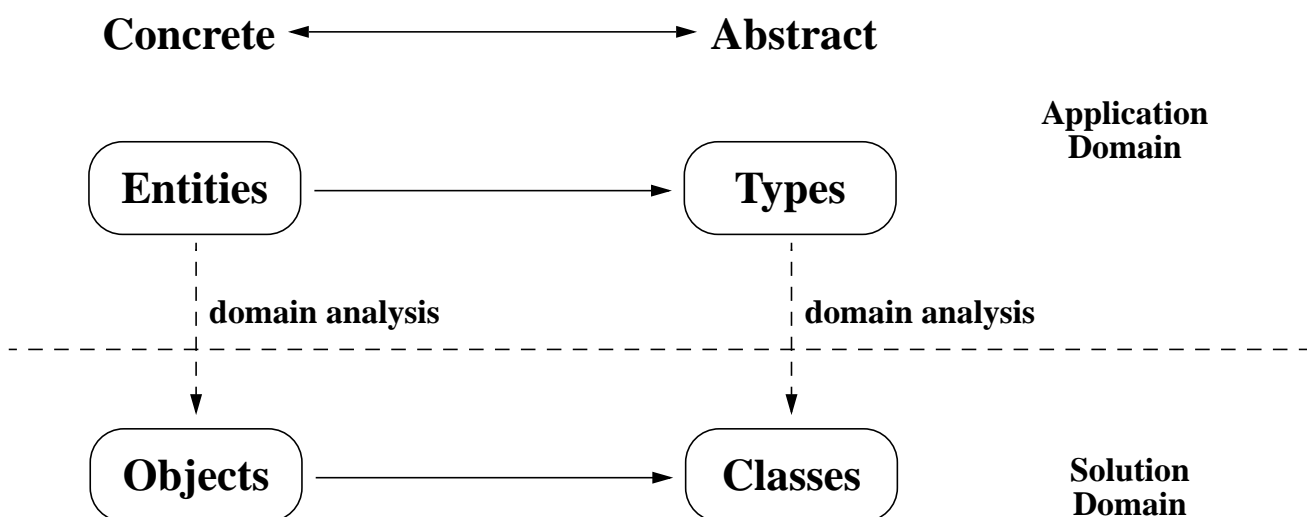 Concrete Abstract
Application
Domain
Entities Types
domain analysis domain analysis
Objects Classes
Solution
Domain